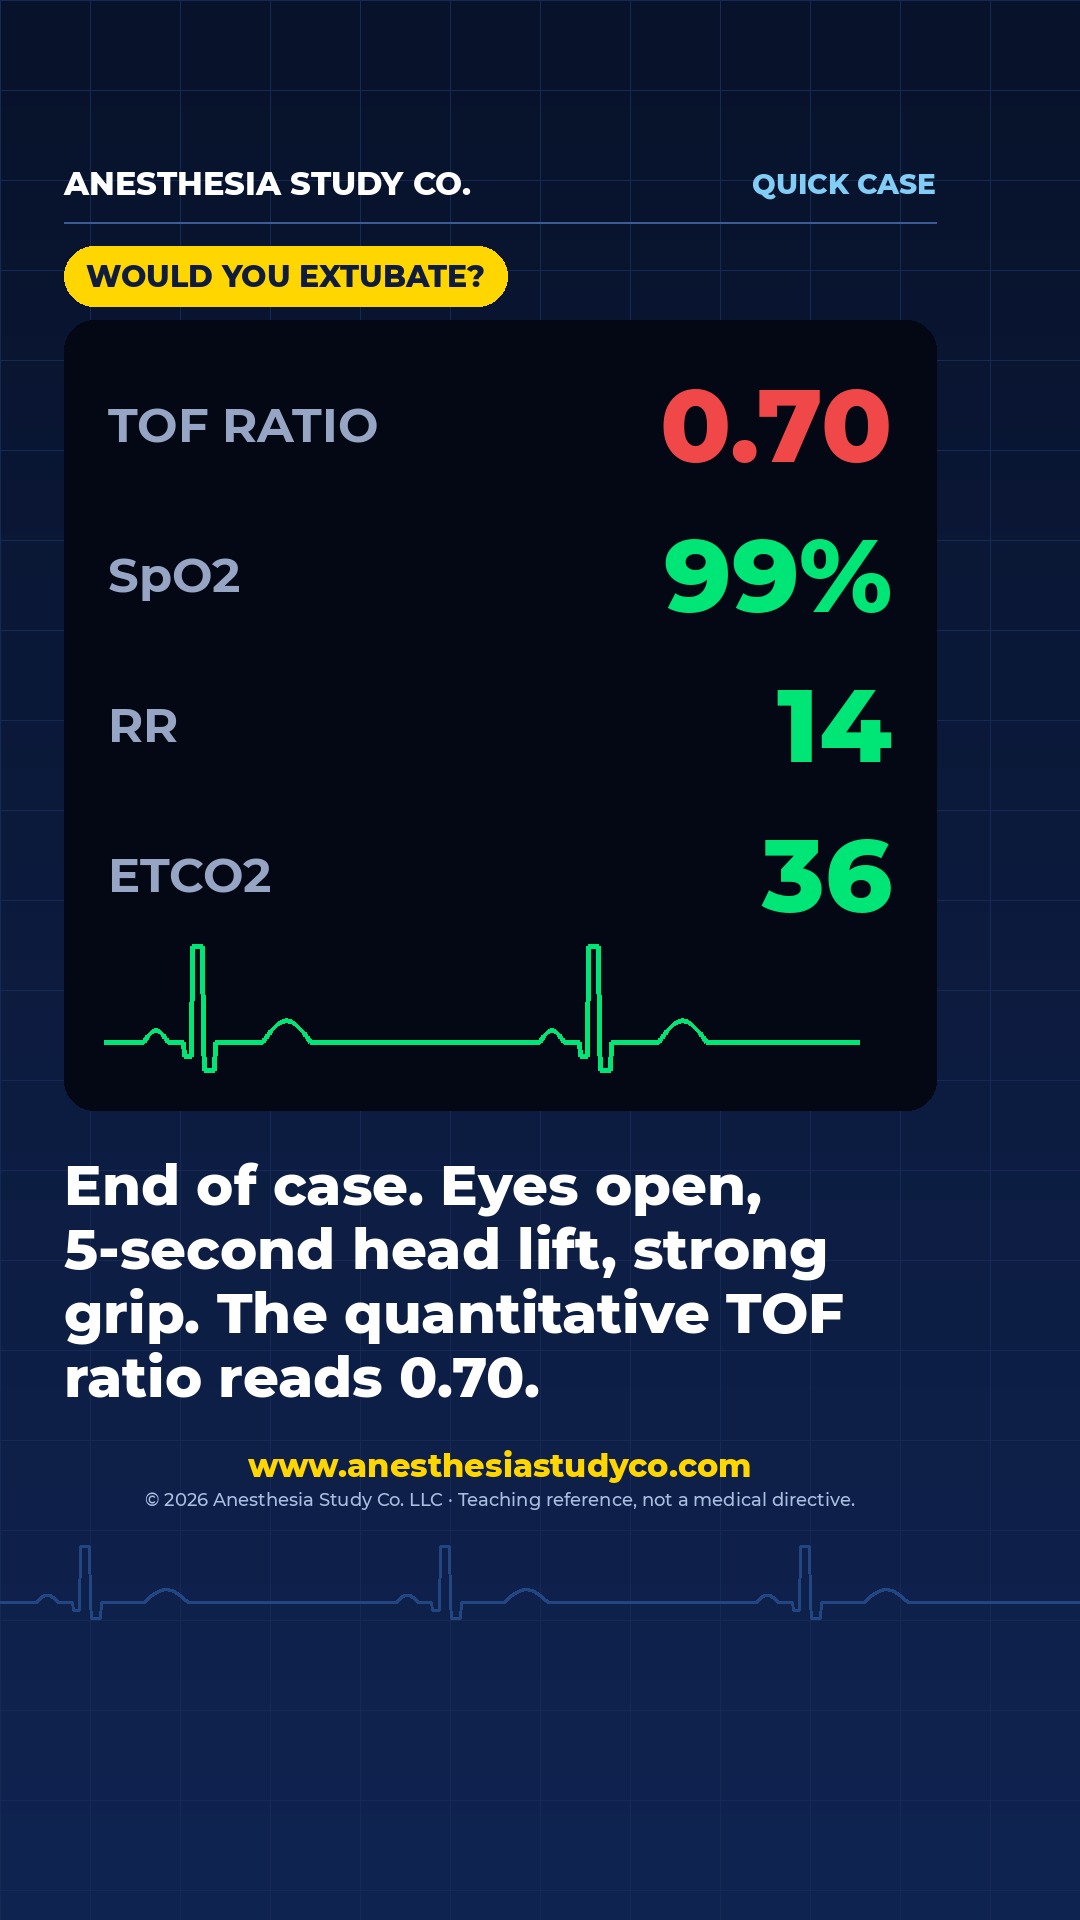 ANESTHESIA STUDY CO.
QUICK CASE
WOULD YOU EXTUBATE?
TOF RATIO 0.70
SpO2 99%
RR 14
ETCO2 36
End of case. Eyes open,
5-second head lift, strong
grip. The quantitative TOF
ratio reads 0.70.
www.anesthesiastudyco.com
© 2026 Anesthesia Study Co. LLC · Teaching reference, not a medical directive.